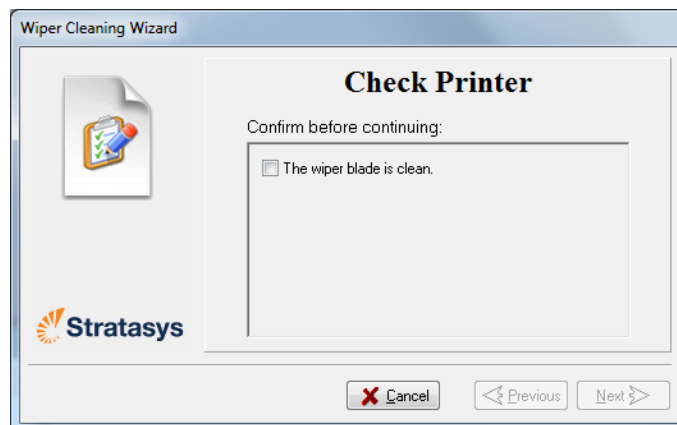 Wiper Cleaning Wizard
Check Printer
Confirm before continuing:
The wiper blade is clean.
Stratasys
Cancel
Previous
Next